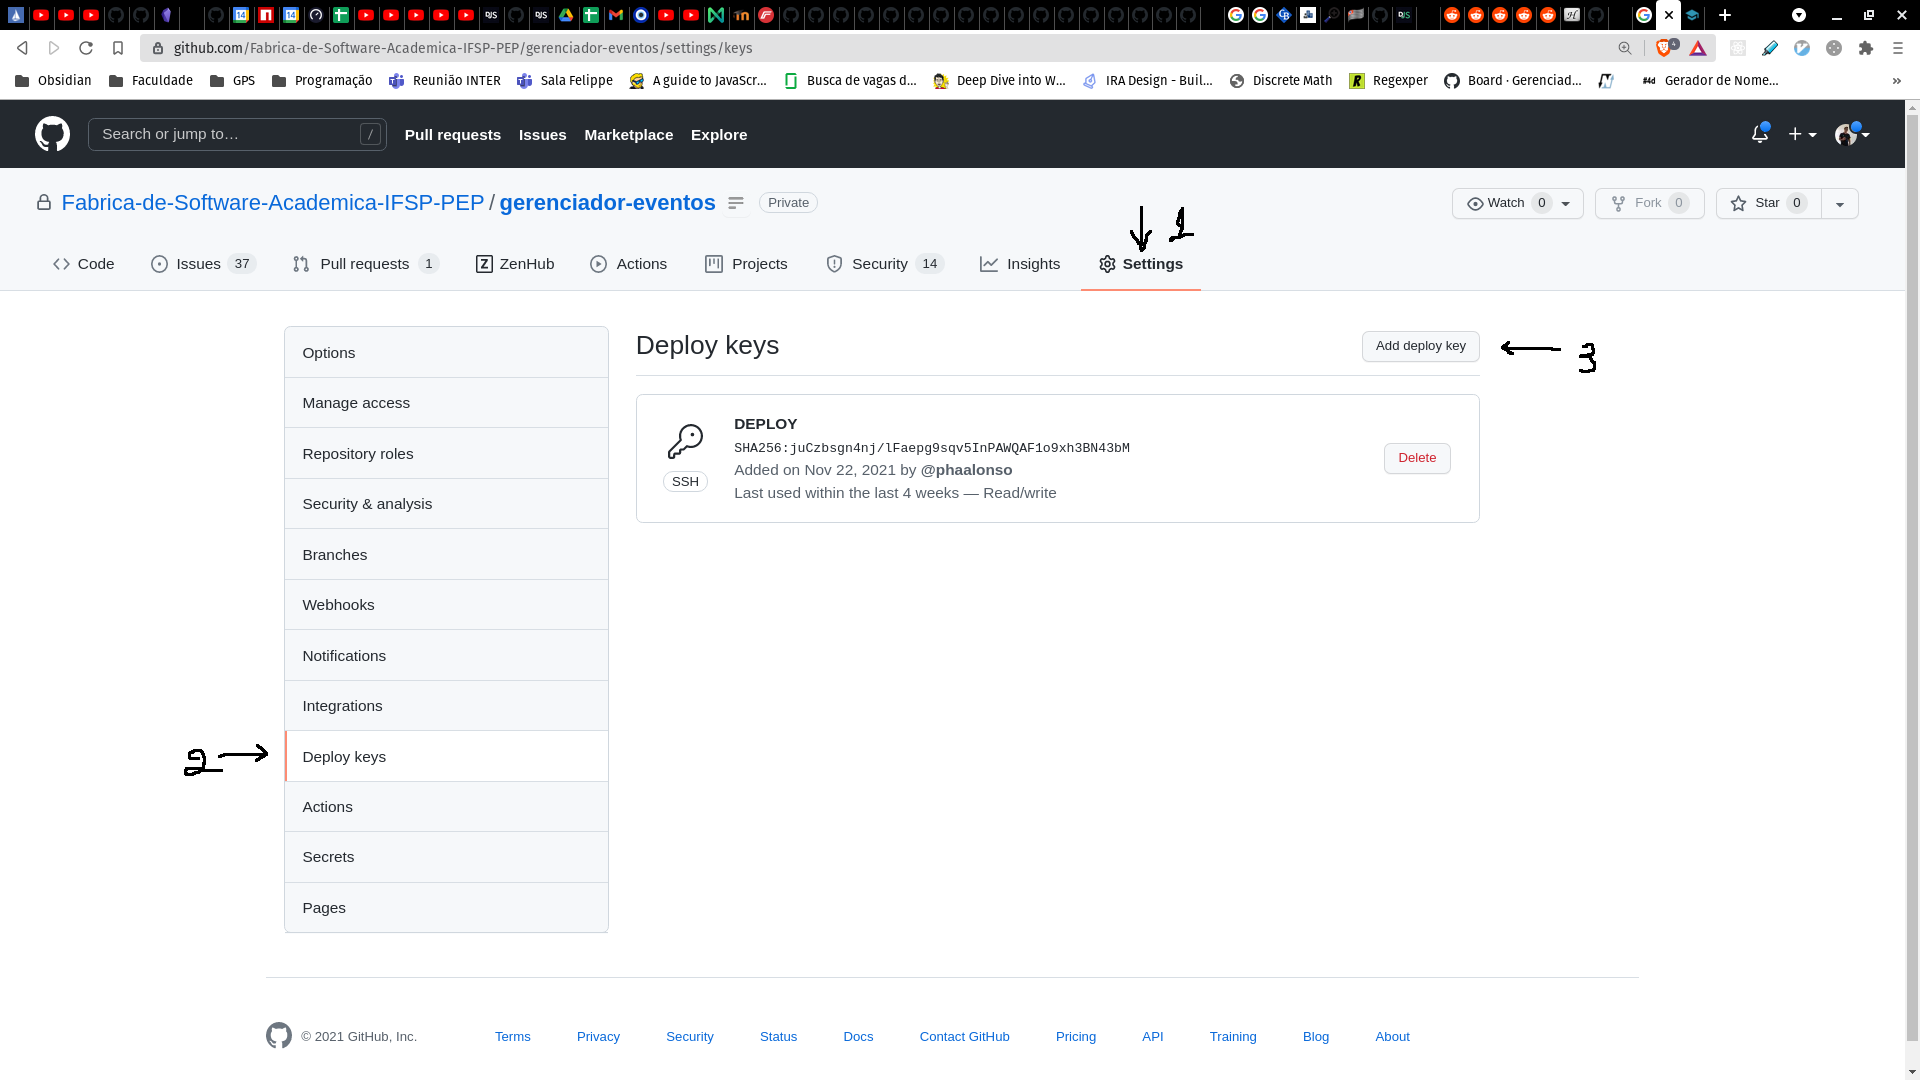 github.com/Fabrica-de-Software-Academica-IFSP-PEP/gerenciador-eventos/settings/keys
4
Obsidian Faculdade GPS Programação Reunião INTER Sala Felippe A guide to JavaScr... Busca de vagas d... Deep Dive into W... IRA Design - Buil... Discrete Math Regexper Board · Gerenciad... Gerador de Nome... »
Search or jump to… / Pull requests Issues Marketplace Explore
Fabrica-de-Software-Academica-IFSP-PEP / gerenciador-eventos Private Watch 0 Fork 0 Star 0
1
Code Issues 37 Pull requests 1 ZenHub Actions Projects Security 14 Insights Settings
Options
Manage access
Repository roles
Security & analysis
Branches
Webhooks
Notifications
Integrations
2
Deploy keys
Actions
Secrets
Pages
Deploy keys Add deploy key 3
DEPLOY
SHA256:juCzbsgn4nj/lFaepg9sqv5InPAWQAF1o9xh3BN43bM
Added on Nov 22, 2021 by @phaalonso
Last used within the last 4 weeks — Read/write
SSH
Delete
© 2021 GitHub, Inc. Terms Privacy Security Status Docs Contact GitHub Pricing API Training Blog About